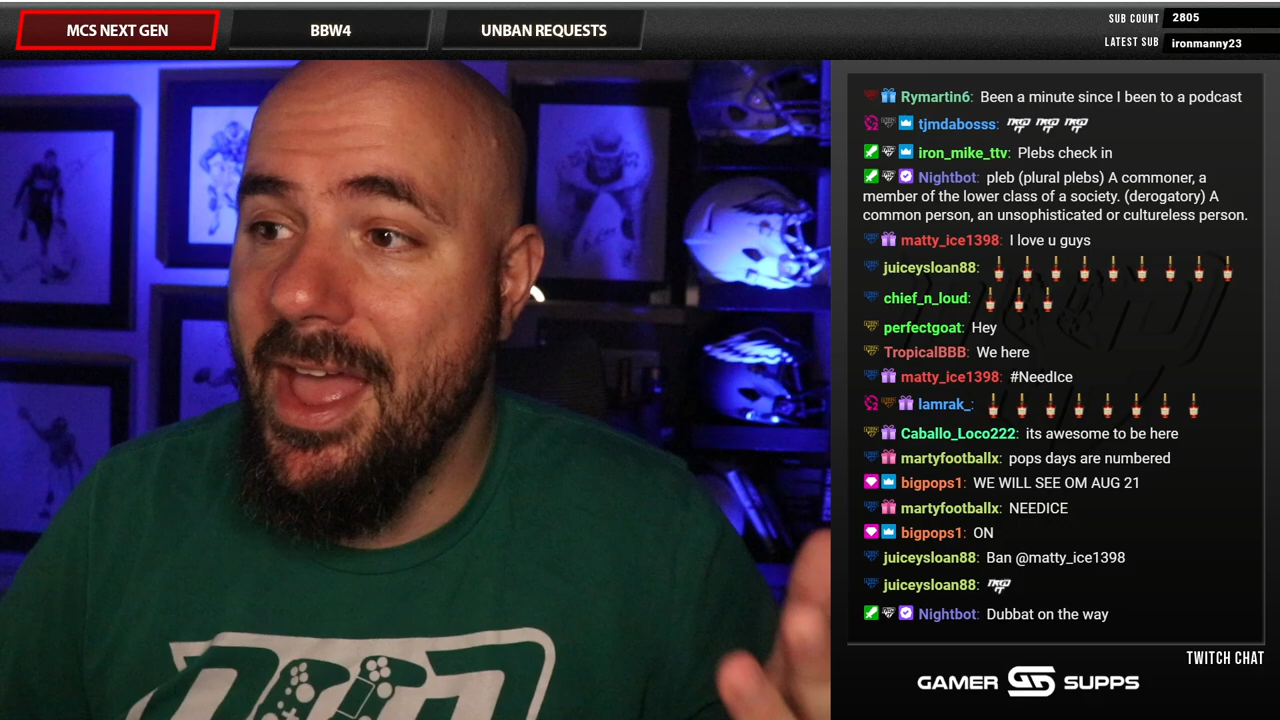 MCS NEXT GEN
BBW4
UNBAN REQUESTS
SUB COUNT 2805
LATEST SUB ironmanny23
Rymartin6: Been a minute since I been to a podcast
tjmdabosss:
iron_mike_ttv: Plebs check in
Nightbot: pleb (plural plebs) A commoner, a
member of the lower class of a society. (derogatory) A
common person, an unsophisticated or cultureless person.
matty_ice1398: I love u guys
juiceysloan88:
chief_n_loud:
perfectgoat: Hey
TropicalBBB: We here
matty_ice1398: #NeedIce
lamrak_:
Caballo_Loco222: its awesome to be here
martyfootballx: pops days are numbered
bigpops1: WE WILL SEE OM AUG 21
martyfootballx: NEEDICE
bigpops1: ON
juiceysloan88: Ban @matty_ice1398
juiceysloan88:
Nightbot: Dubbat on the way
TWITCH CHAT
GAMER GS SUPPS